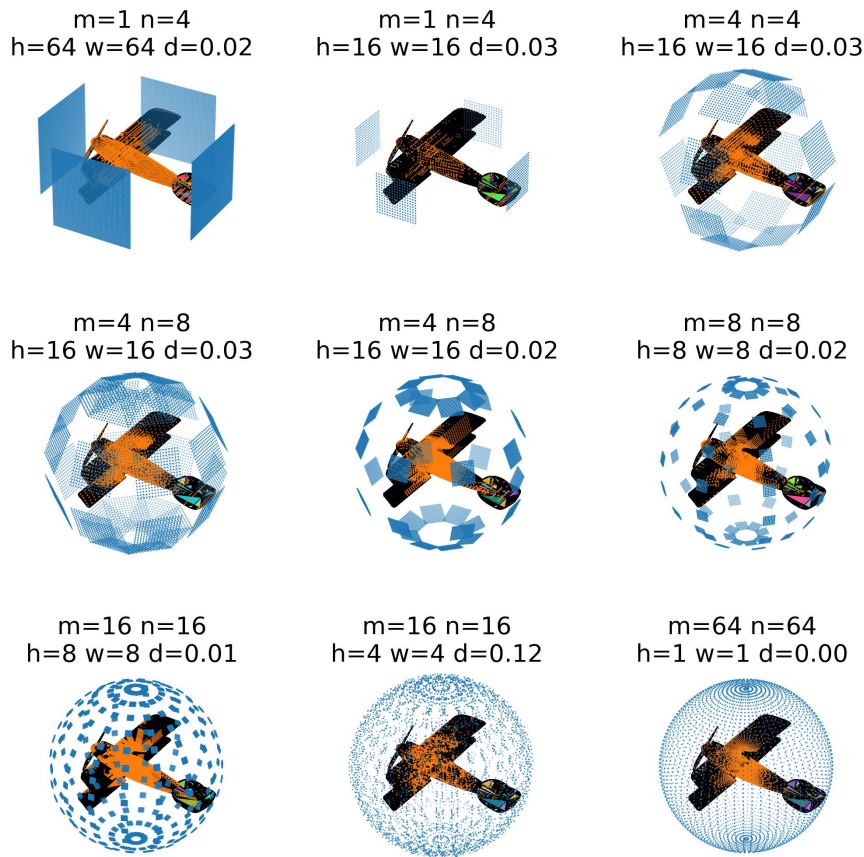 m=1 n=4
h=64 w=64 d=0.02
m=1 n=4
h=16 w=16 d=0.03
m=4 n=4
h=16 w=16 d=0.03
m=4 n=8
h=16 w=16 d=0.03
m=4 n=8
h=16 w=16 d=0.02
m=8 n=8
h=8 w=8 d=0.02
m=16 n=16
h=8 w=8 d=0.01
m=16 n=16
h=4 w=4 d=0.12
m=64 n=64
h=1 w=1 d=0.00